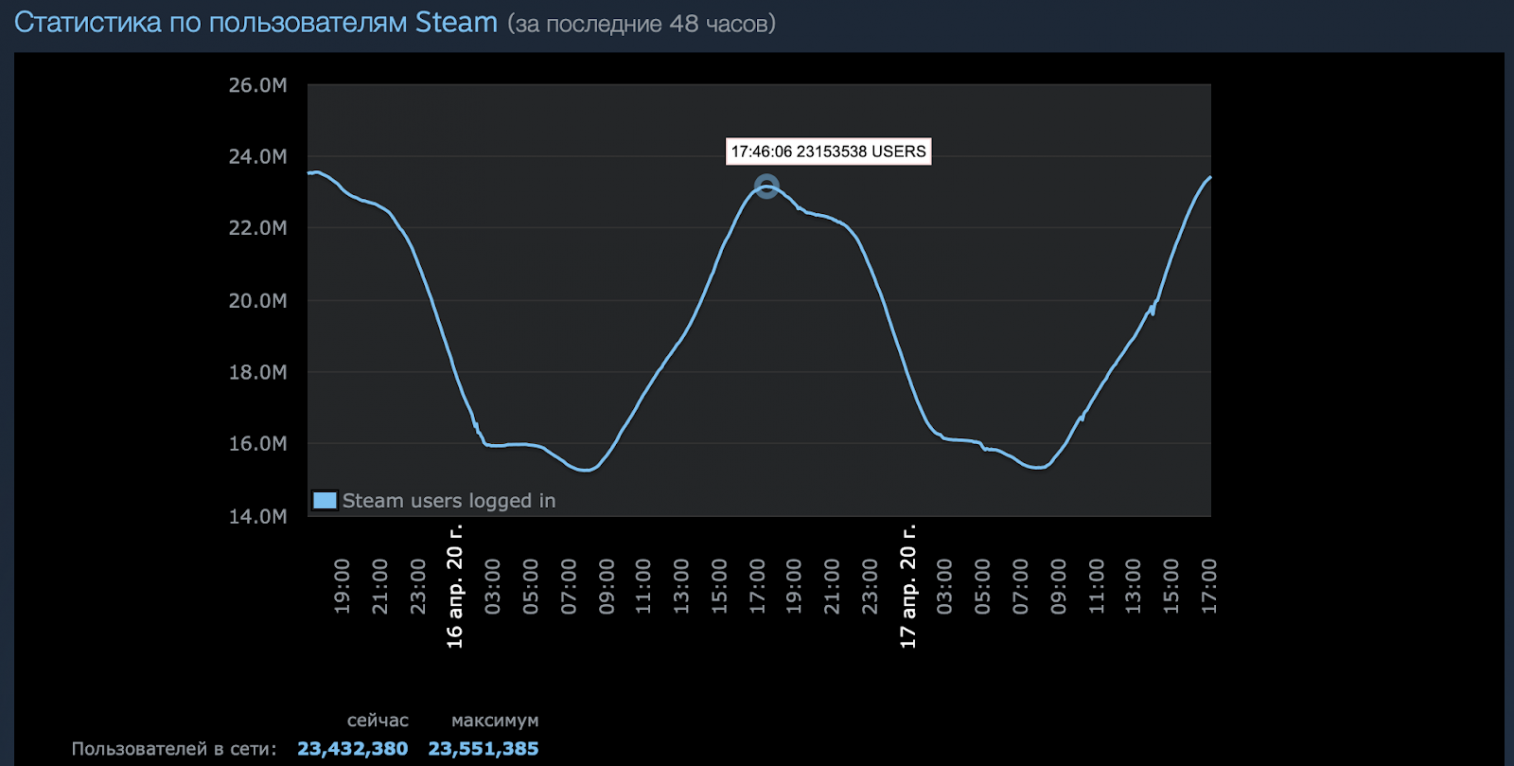 Статистика по пользователям Steam (за последние 48 часов)
26.0M
24.0M
17:46:06 23153538 USERS
22.0M
20.0M
18.0M
16.0M
Steam users logged in
14.0M
19:00 21:00 23:00 16 апр. 20 г. 03:00 05:00 07:00 09:00 11:00 13:00 15:00 17:00 19:00 21:00 23:00 17 апр. 20 г. 03:00 05:00 07:00 09:00 11:00 13:00 15:00 17:00
сейчас максимум
Пользователей в сети: 23,432,380 23,551,385